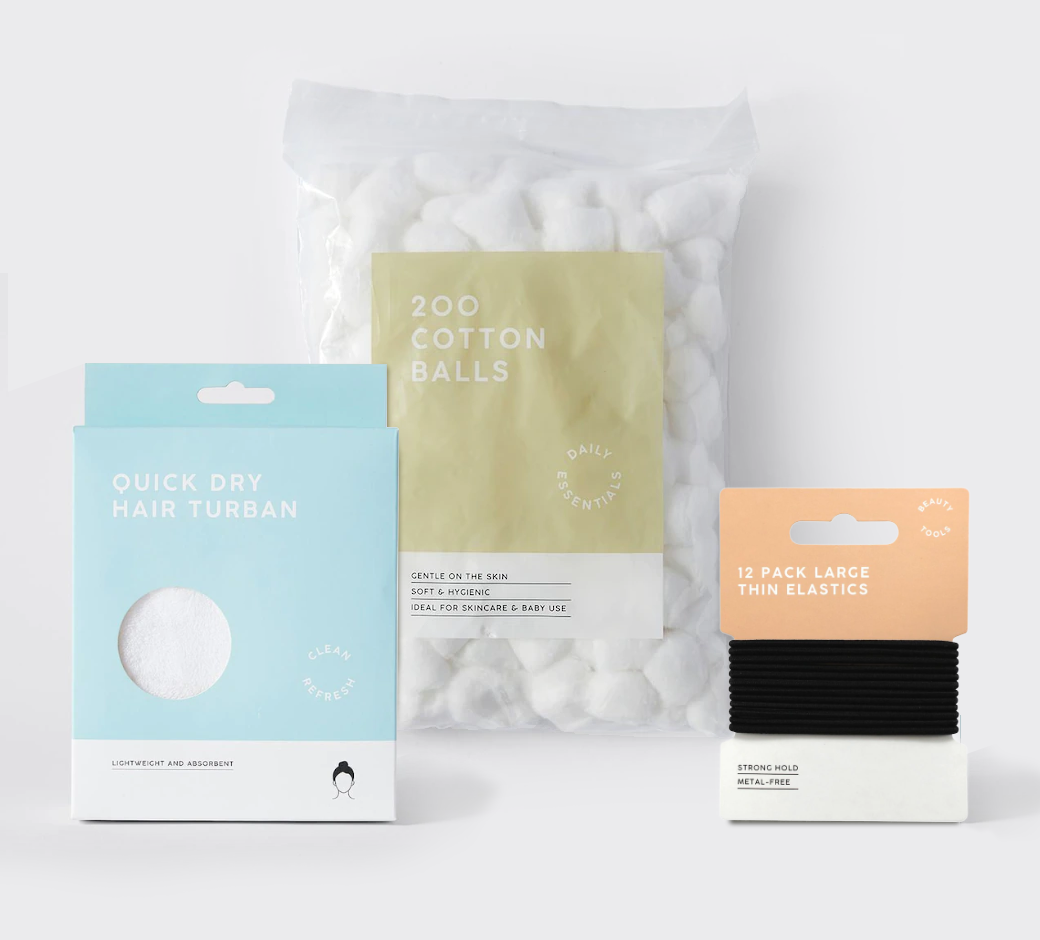 200
COTTON
BALLS
DAILY
ESSENTIALS
GENTLE ON THE SKIN
SOFT & HYGIENIC
IDEAL FOR SKINCARE & BABY USE
QUICK DRY
HAIR TURBAN
CLEAN
REFRESH
LIGHTWEIGHT AND ABSORBENT
BEAUTY
TOOLS
12 PACK LARGE
THIN ELASTICS
STRONG HOLD
METAL-FREE